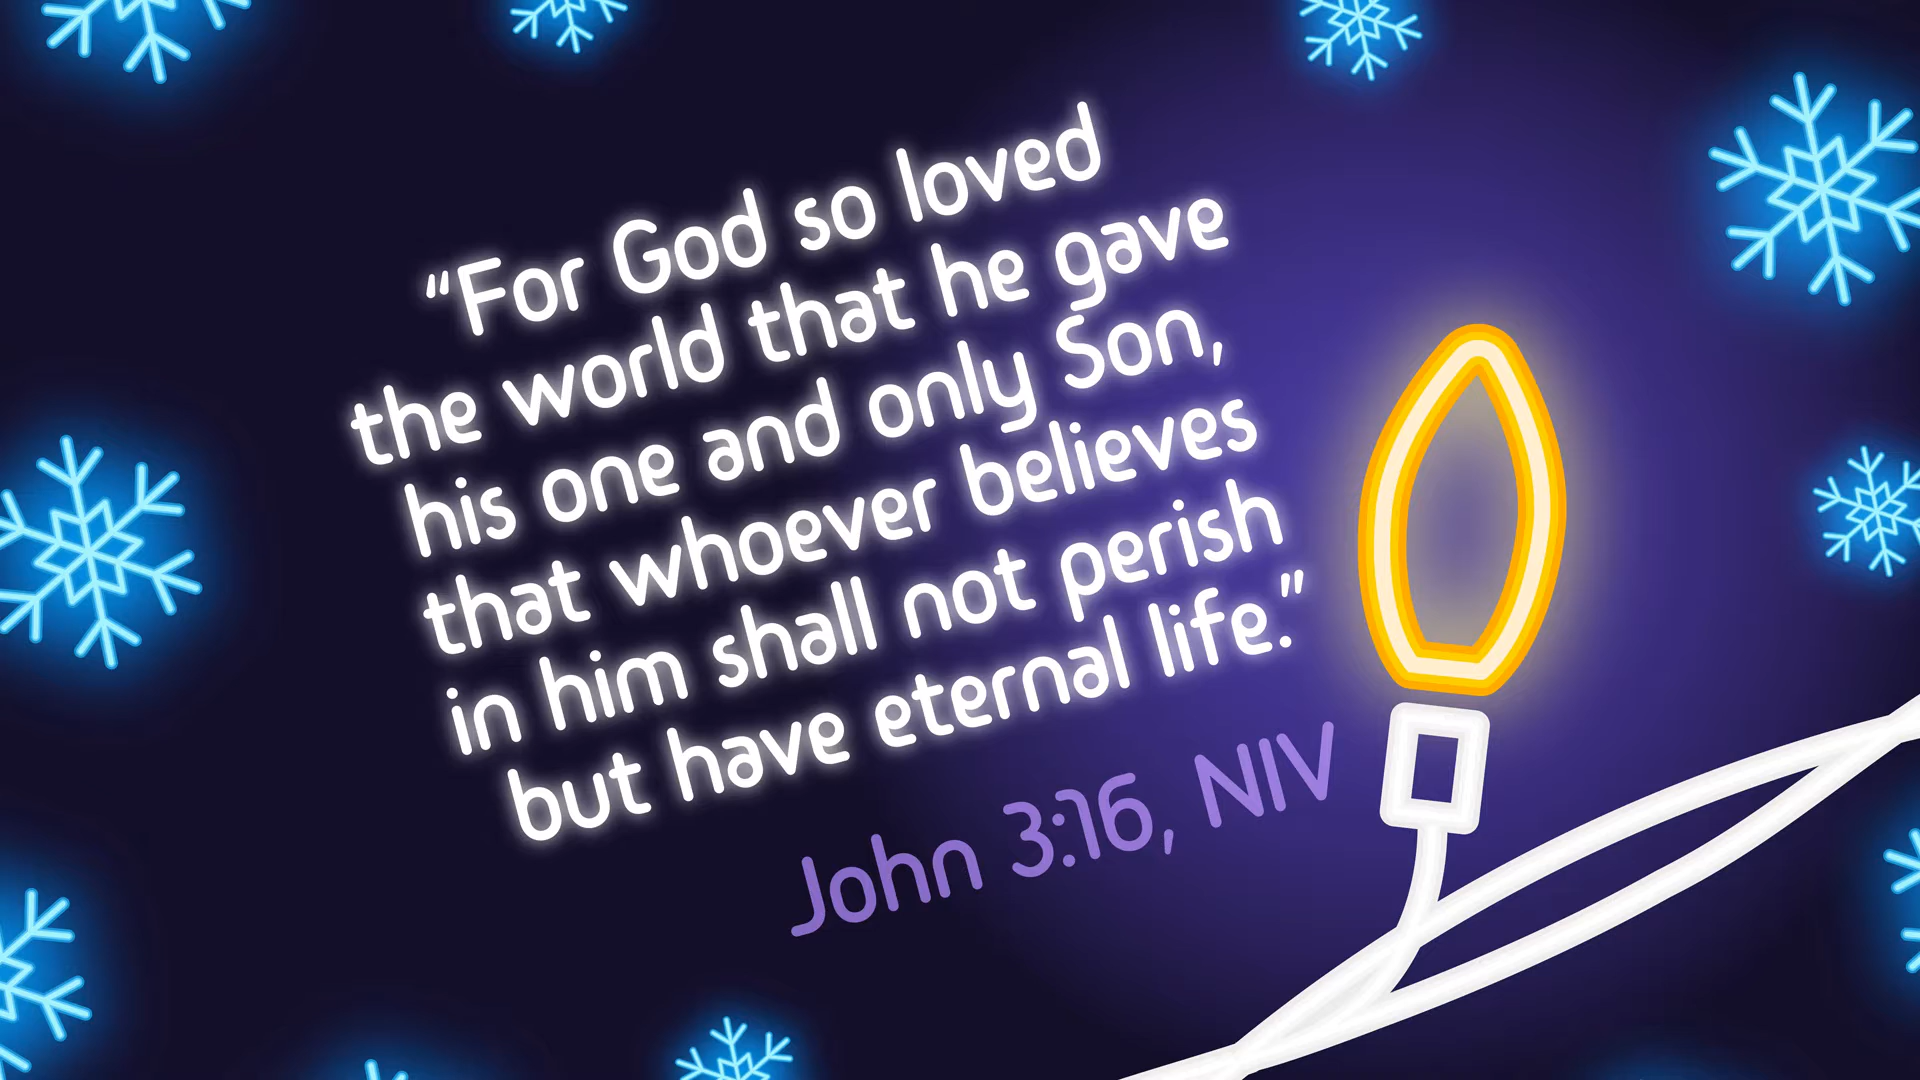 “For God so loved
the world that he gave
his one and only Son,
that whoever believes
in him shall not perish
but have eternal life.”
John 3:16, NIV